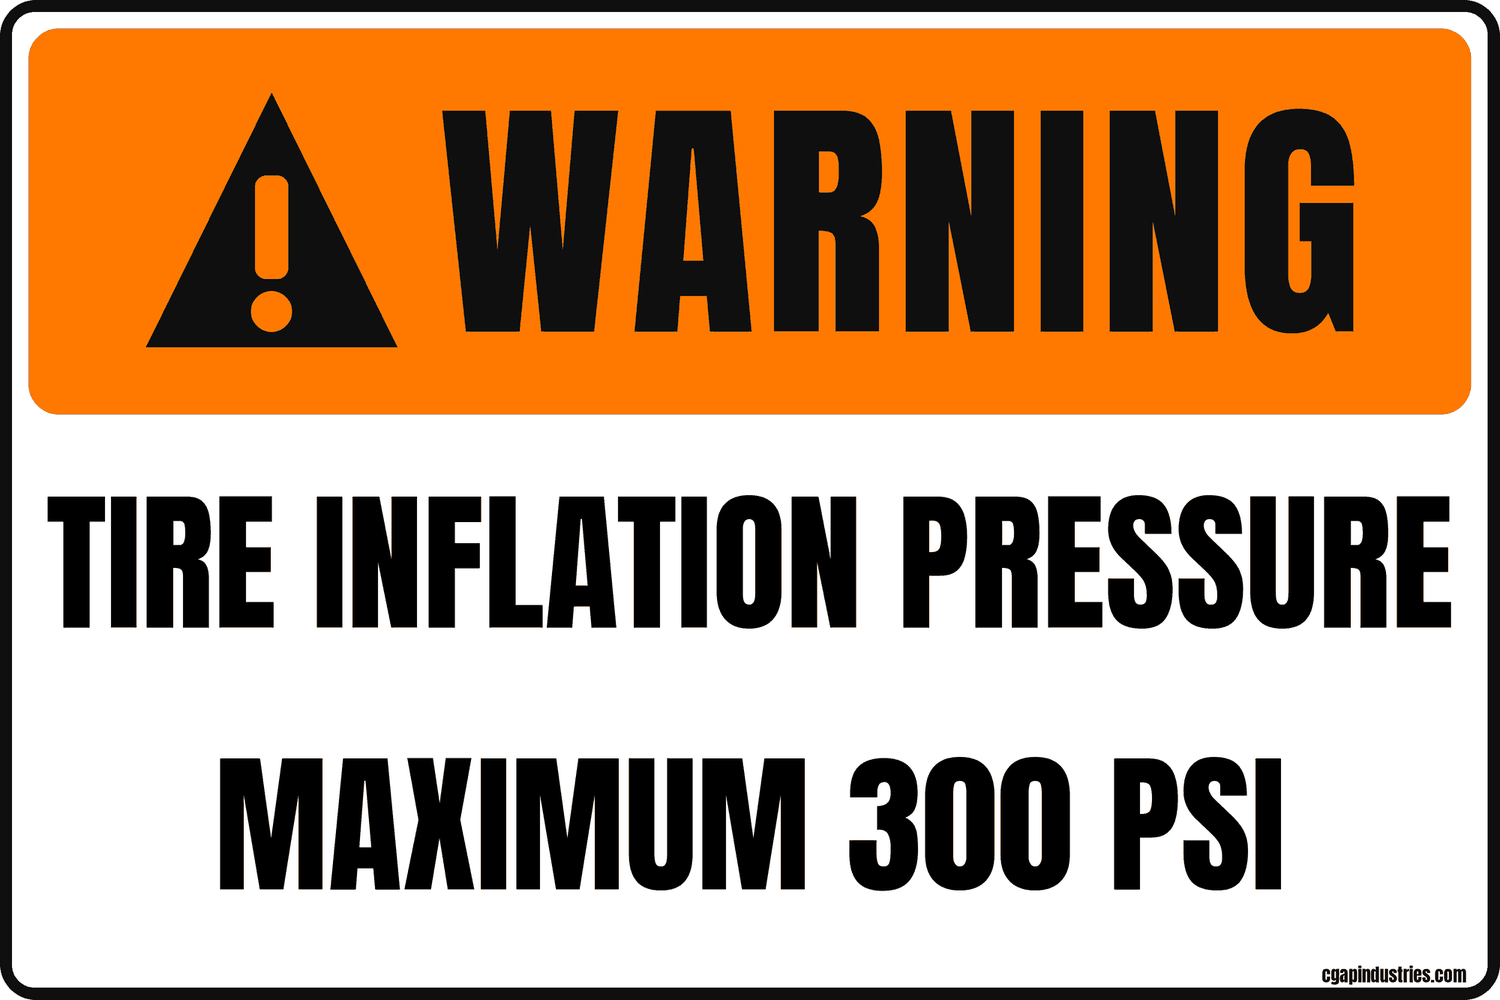 WARNING
TIRE INFLATION PRESSURE
MAXIMUM 300 PSI
cgapindustries.com